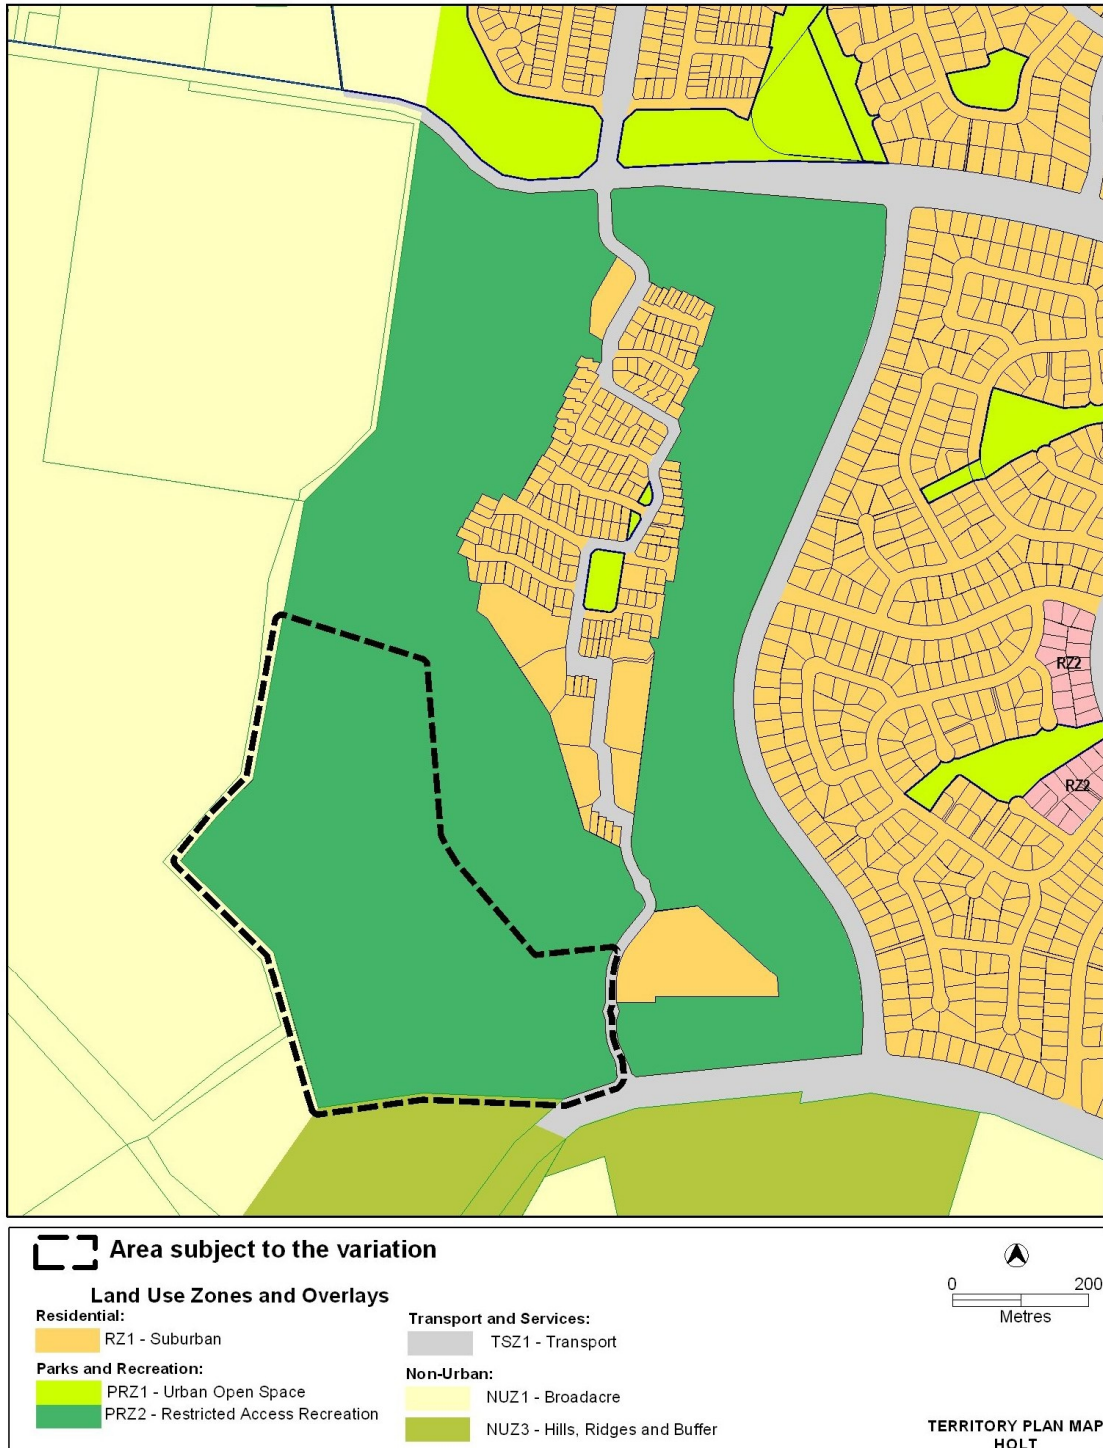 RZ2
RZ2
Area subject to the variation
Land Use Zones and Overlays
Residential:
RZ1 - Suburban
Parks and Recreation:
PRZ1 - Urban Open Space
PRZ2 - Restricted Access Recreation
Transport and Services:
TSZ1 - Transport
Non-Urban:
NUZ1 - Broadacre
NUZ3 - Hills, Ridges and Buffer
0 200
Metres
TERRITORY PLAN MAP
HOLT